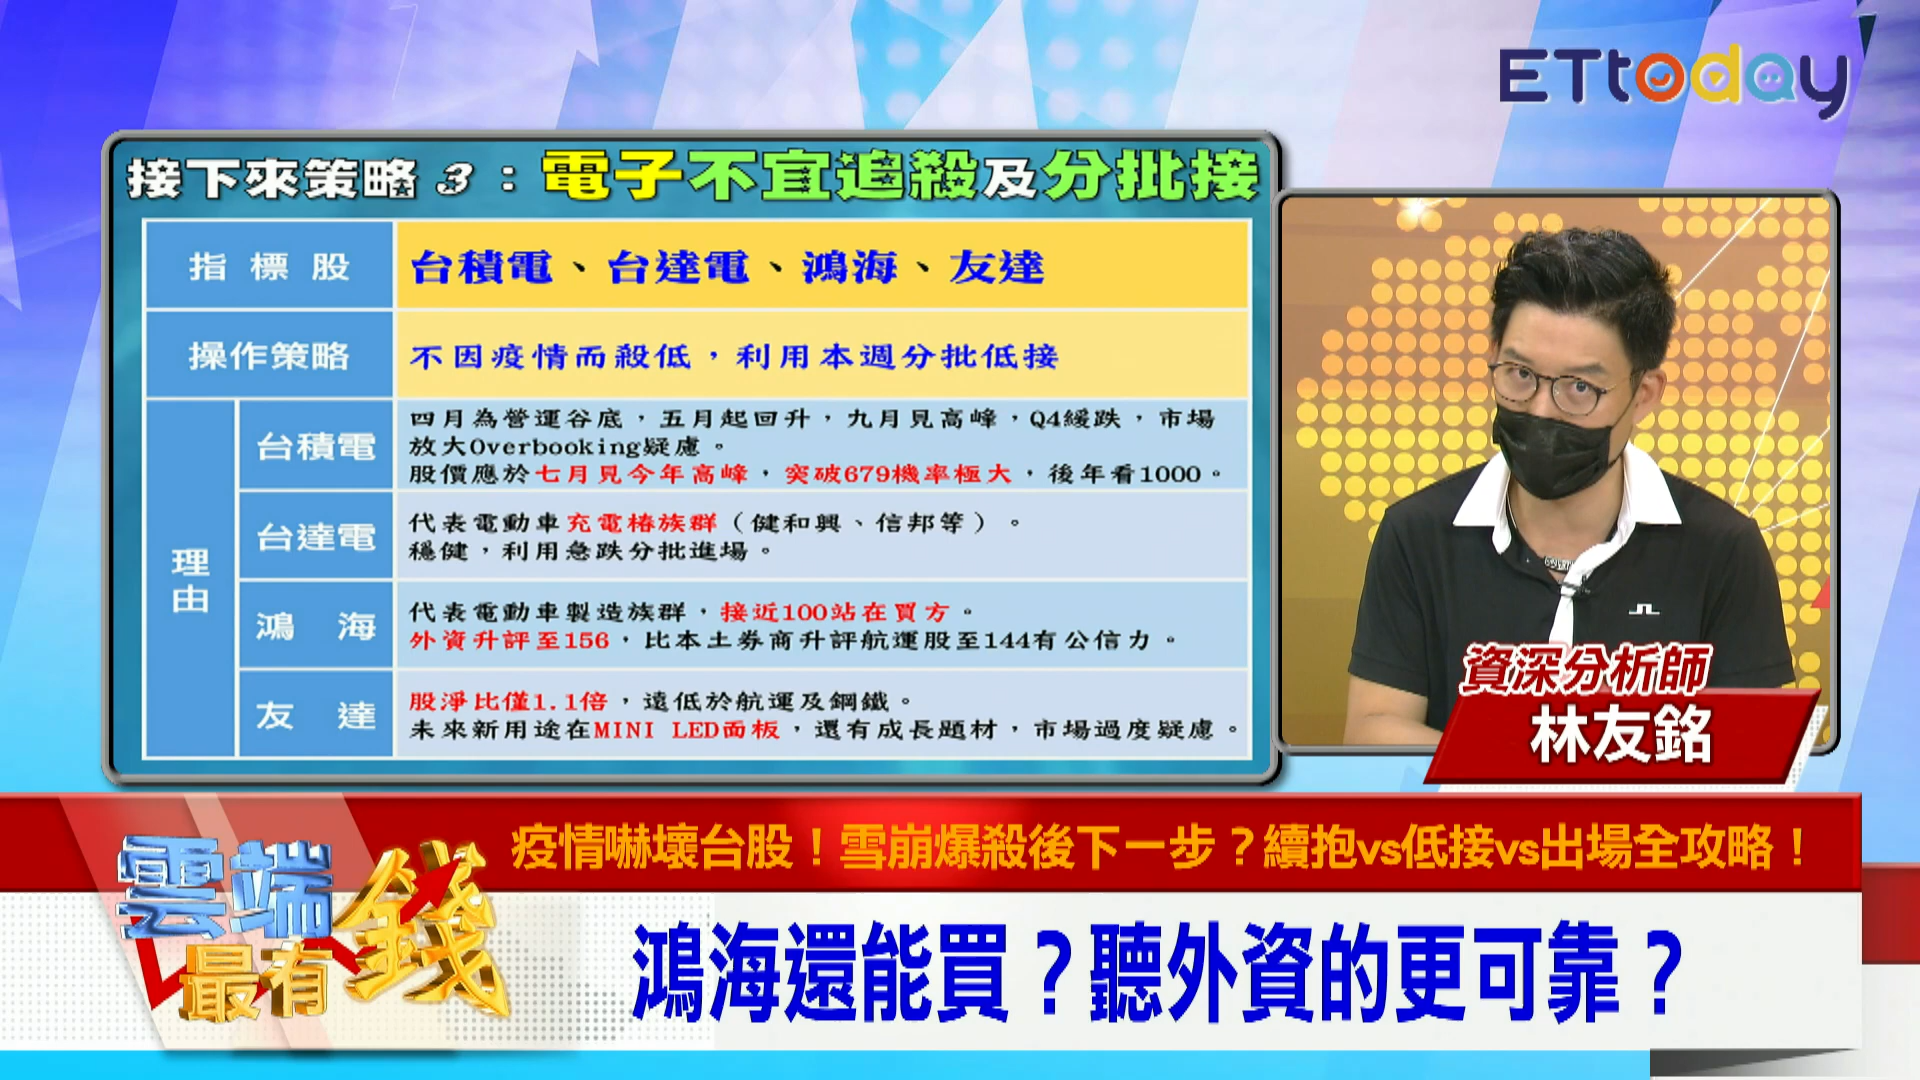 ETtoday
接下來策略3：電子不宜追殺及分批接
指標股
台積電、台達電、鴻海、友達
操作策略
不因疫情而殺低，利用本週分批低接
理由
台積電
四月為營運谷底，五月起回升，九月見高峰，Q4緩跌，市場
放大Overbooking疑慮。
股價應於七月見今年高峰，突破679機率極大，後年看1000。
台達電
代表電動車充電樁族群（健和興、信邦等）。
穩健，利用急跌分批進場。
鴻海
代表電動車製造族群，接近100站在買方。
外資升評至156，比本土券商升評航運股至144有公信力。
友達
股淨比僅1.1倍，遠低於航運及鋼鐵。
未來新用途在MINI LED面板，還有成長題材，市場過度疑慮。
資深分析師
林友銘
雲端
最有錢
疫情嚇壞台股！雪崩爆殺後下一步？續抱vs低接vs出場全攻略！
鴻海還能買？聽外資的更可靠？